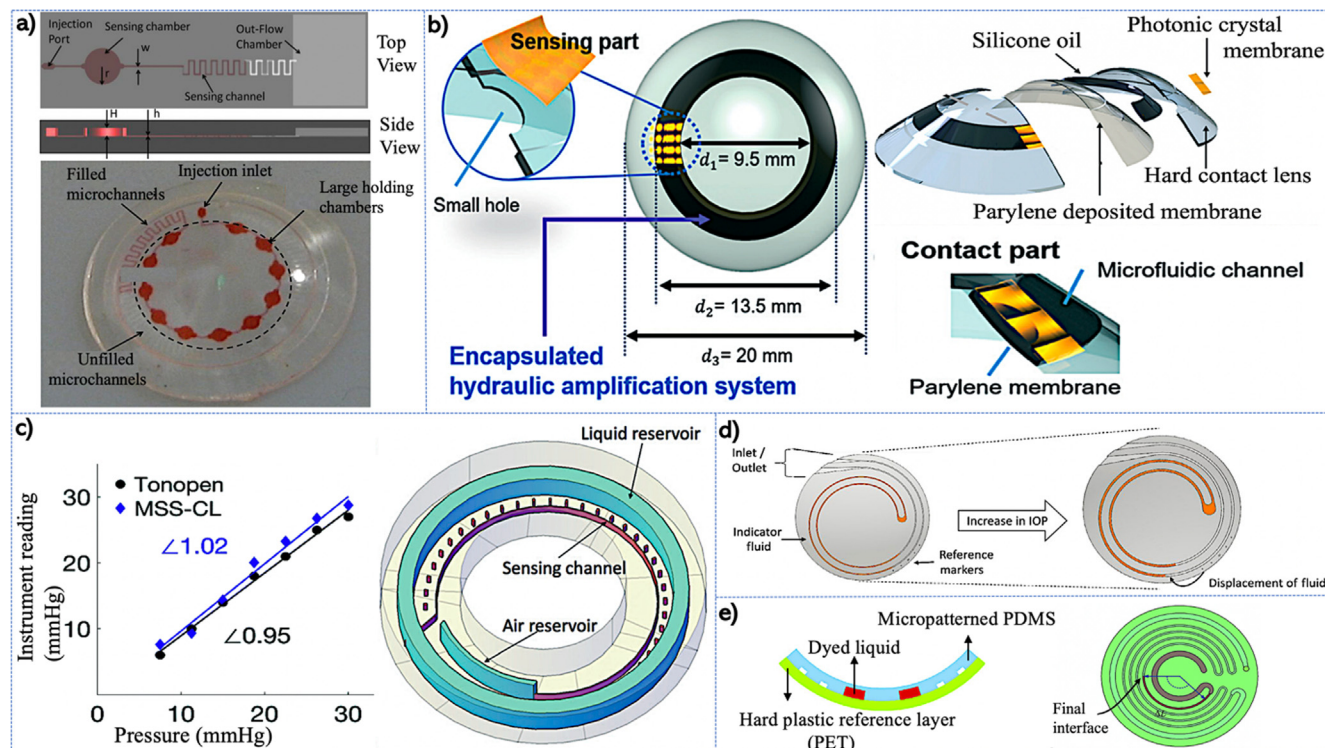 a)
Injection
Port
Sensing chamber
Out-Flow
Chamber
w
r
Sensing channel
Top
View
H
h
Side
View
Filled
microchannels
Injection inlet
Large holding
chambers
Unfilled
microchannels
b)
Sensing part
Small hole
d₁= 9.5 mm
d₂= 13.5 mm
d₃= 20 mm
Encapsulated
hydraulic amplification system
Silicone oil
Photonic crystal
membrane
Hard contact lens
Parylene deposited membrane
Contact part
Microfluidic channel
Parylene membrane
c)
Instrument reading
(mmHg)
30
20
10
Tonopen
MSS-CL
∠1.02
∠0.95
0 10 20 30
Pressure (mmHg)
Liquid reservoir
Sensing channel
Air reservoir
d)
Inlet /
Outlet
Indicator
fluid
Increase in IOP
Reference
markers
Displacement of fluid
e)
Micropatterned PDMS
Dyed liquid
Hard plastic reference layer
(PET)
Final
interface